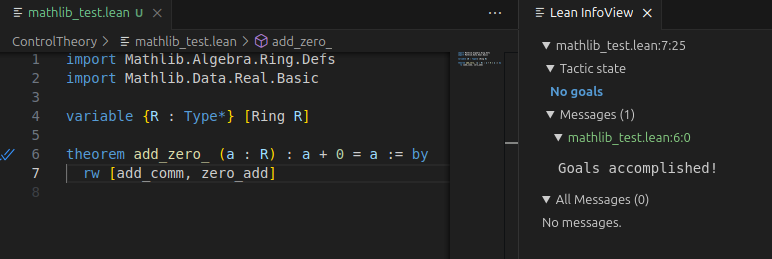 mathlib_test.lean U
Lean InfoView
ControlTheory > mathlib_test.lean > add_zero_
1 import Mathlib.Algebra.Ring.Defs
2 import Mathlib.Data.Real.Basic
3
4 variable {R : Type*} [Ring R]
5
6 theorem add_zero_ (a : R) : a + 0 = a := by
7 rw [add_comm, zero_add]
8
mathlib_test.lean:7:25
Tactic state
No goals
Messages (1)
mathlib_test.lean:6:0
Goals accomplished!
All Messages (0)
No messages.